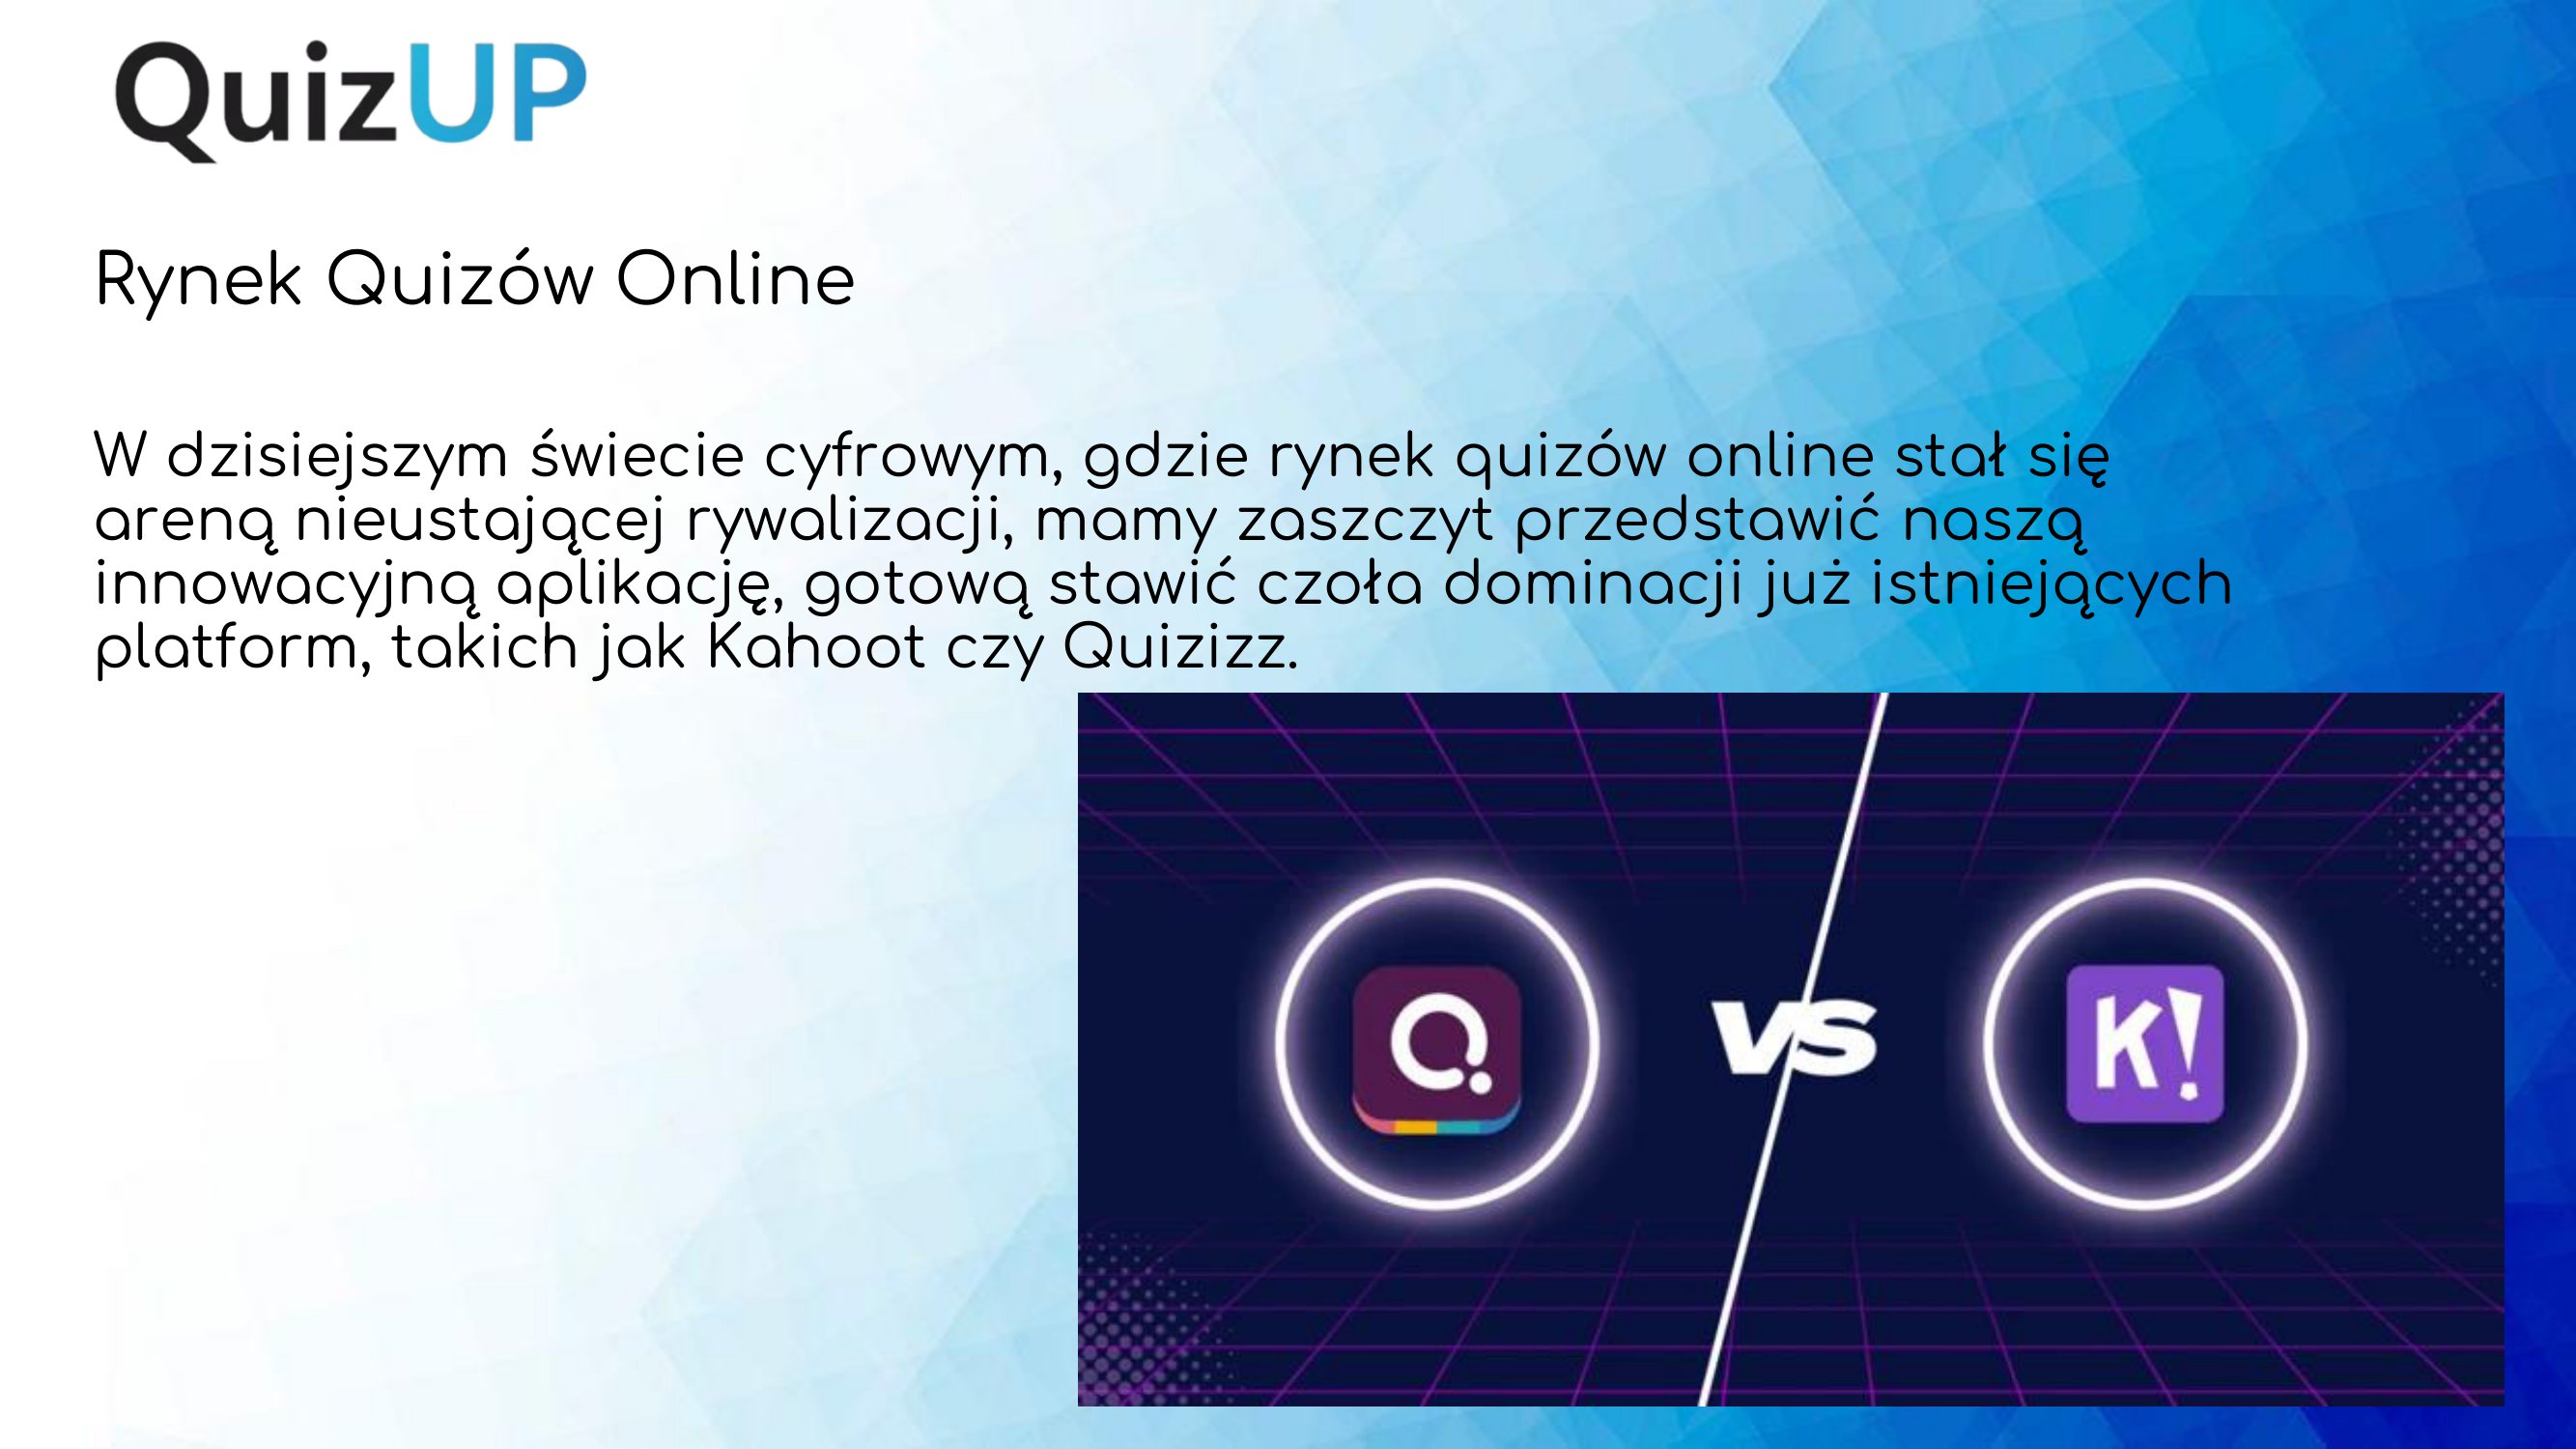 QuizUP
Rynek Quizów Online
W dzisiejszym świecie cyfrowym, gdzie rynek quizów online stał się
areną nieustającej rywalizacji, mamy zaszczyt przedstawić naszą
innowacyjną aplikację, gotową stawić czoła dominacji już istniejących
platform, takich jak Kahoot czy Quizizz.
Q VS K!